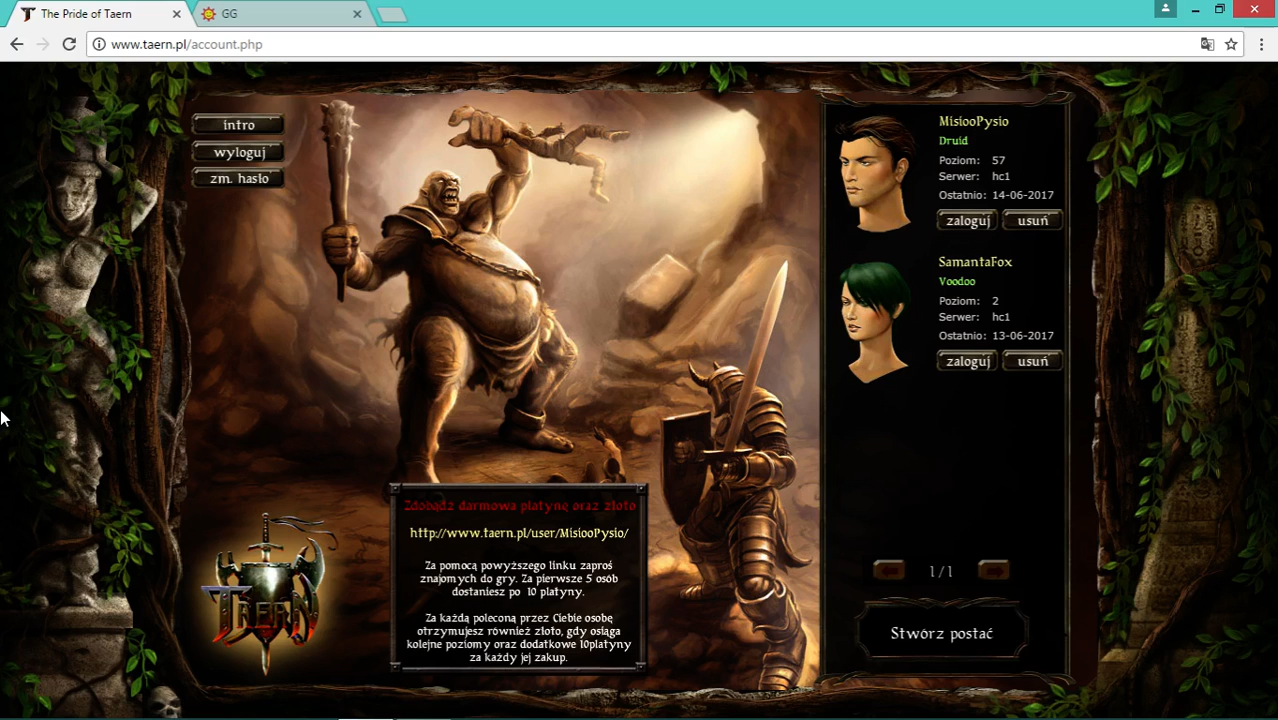 The Pride of Taern
GG
www.taern.pl/account.php
intro
wyloguj
zm. hasło
MisiooPysio
Druid
Poziom: 57
Serwer: hc1
Ostatnio: 14-06-2017
zaloguj usuń
SamantaFox
Voodoo
Poziom: 2
Serwer: hc1
Ostatnio: 13-06-2017
zaloguj usuń
Zdobądz darmowa platynę oraz złoto
http://www.taern.pl/user/MisiooPysio/
Za pomocą powyższego linku zaproś
znajomych do gry. Za pierwsze 5 osób
dostaniesz po 10 platyny.
Za każdą poleconą przez Ciebie osobę
otrzymujesz również złoto, gdy osiąga
kolejne poziomy oraz dodatkowe 10platyny
za każdy jej zakup.
TAERN
1/1
Stwórz postać